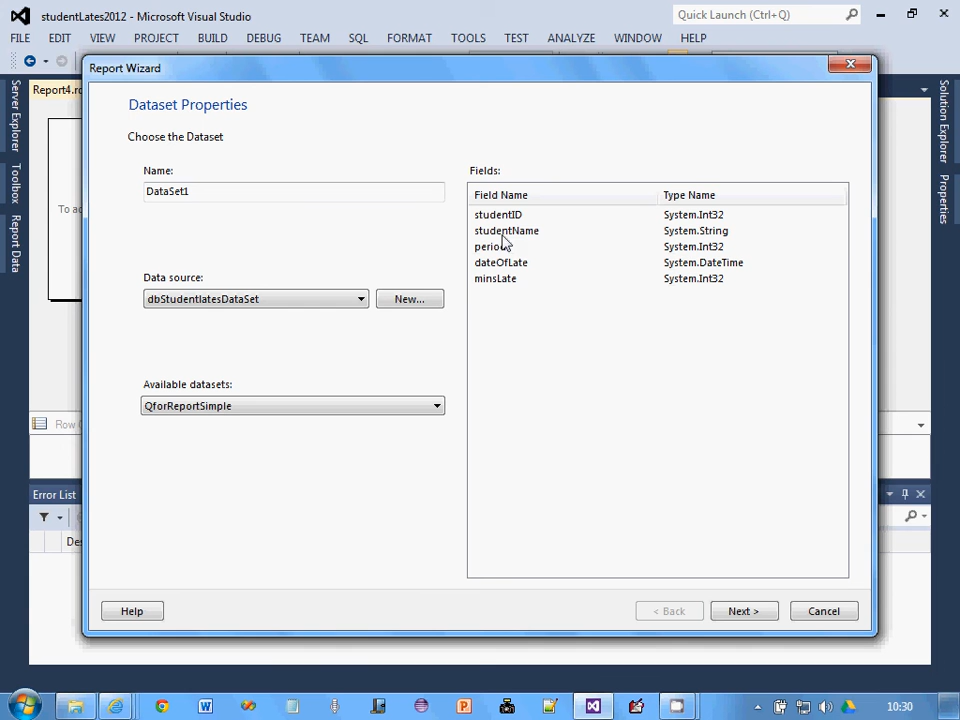 studentLates2012 - Microsoft Visual Studio
Quick Launch (Ctrl+Q)
FILE EDIT VIEW PROJECT BUILD DEBUG TEAM SQL FORMAT TOOLS TEST ANALYZE WINDOW HELP
Report Wizard
Server Explorer
Toolbox
Report Data
Solution Explorer
Properties
Dataset Properties
Choose the Dataset
Name:
DataSet1
Data source:
dbStudentlatesDataSet
New...
Available datasets:
QforReportSimple
Fields:
Field Name Type Name
studentID System.Int32
studentName System.String
period System.Int32
dateOfLate System.DateTime
minsLate System.Int32
To
Row
Error List
Help
< Back
Next >
Cancel
10:30